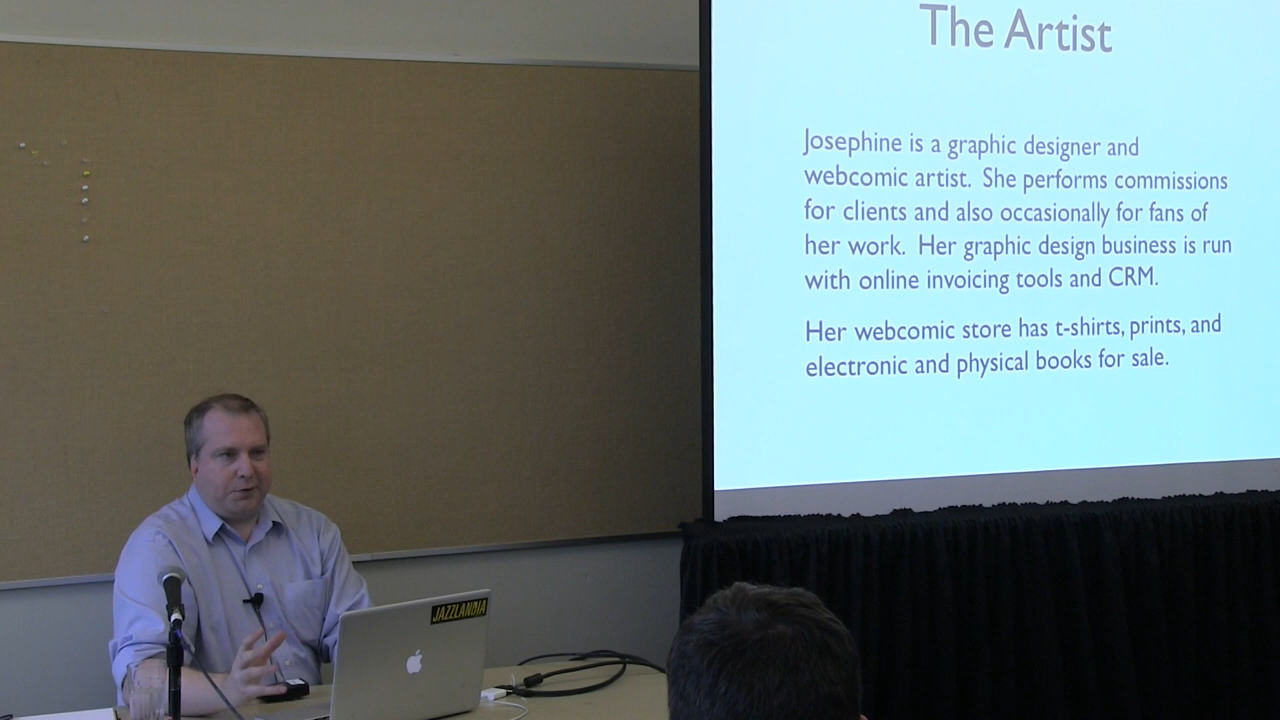 The Artist
Josephine is a graphic designer and
webcomic artist. She performs commissions
for clients and also occasionally for fans of
her work. Her graphic design business is run
with online invoicing tools and CRM.
Her webcomic store has t-shirts, prints, and
electronic and physical books for sale.
JAZZLANDIA